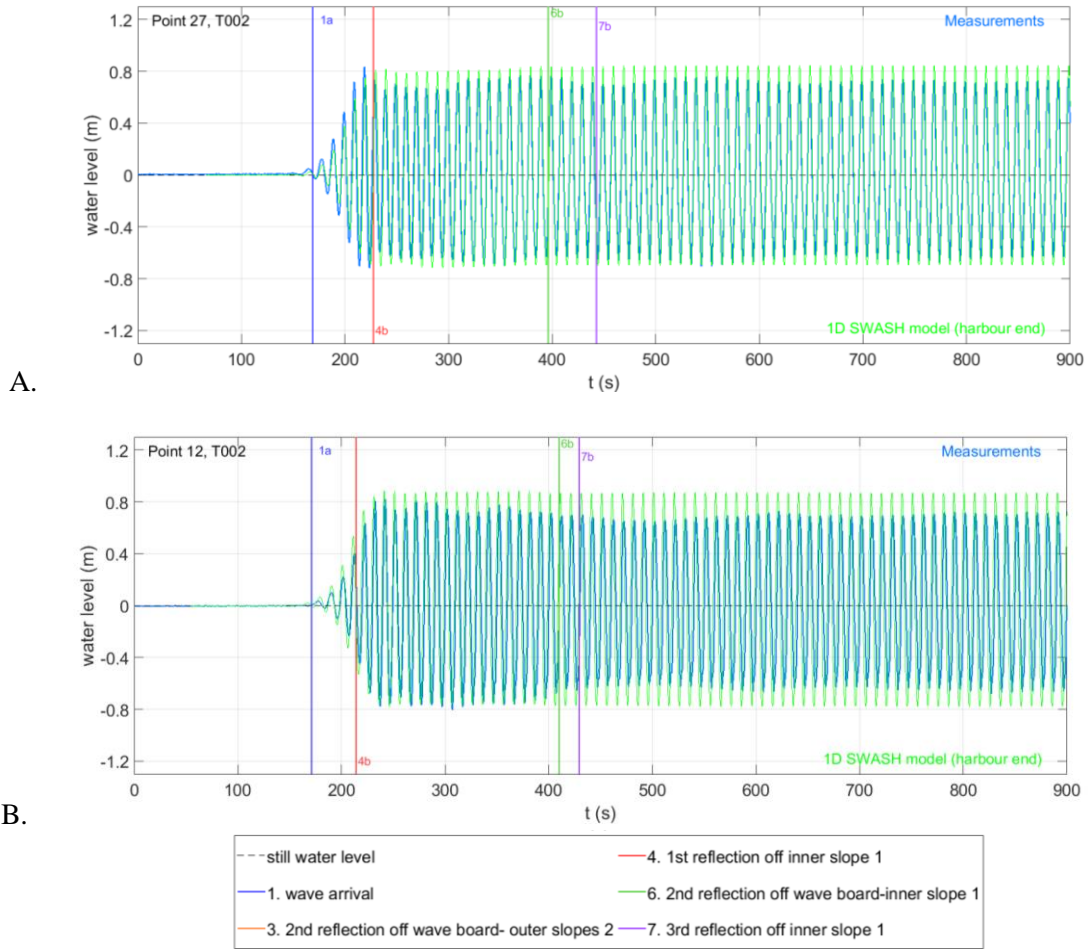 Point 27, T002
1a
6b
7b
Measurements
1.2
0.8
0.4
0
-0.4
-0.8
-1.2
water level (m)
4b
1D SWASH model (harbour end)
0 100 200 300 400 500 600 700 800 900
t (s)
A.
Point 12, T002
1a
6b
7b
Measurements
1.2
0.8
0.4
0
-0.4
-0.8
-1.2
water level (m)
4b
1D SWASH model (harbour end)
0 100 200 300 400 500 600 700 800 900
t (s)
B.
still water level
4. 1st reflection off inner slope 1
1. wave arrival
6. 2nd reflection off wave board-inner slope 1
3. 2nd reflection off wave board- outer slopes 2
7. 3rd reflection off inner slope 1